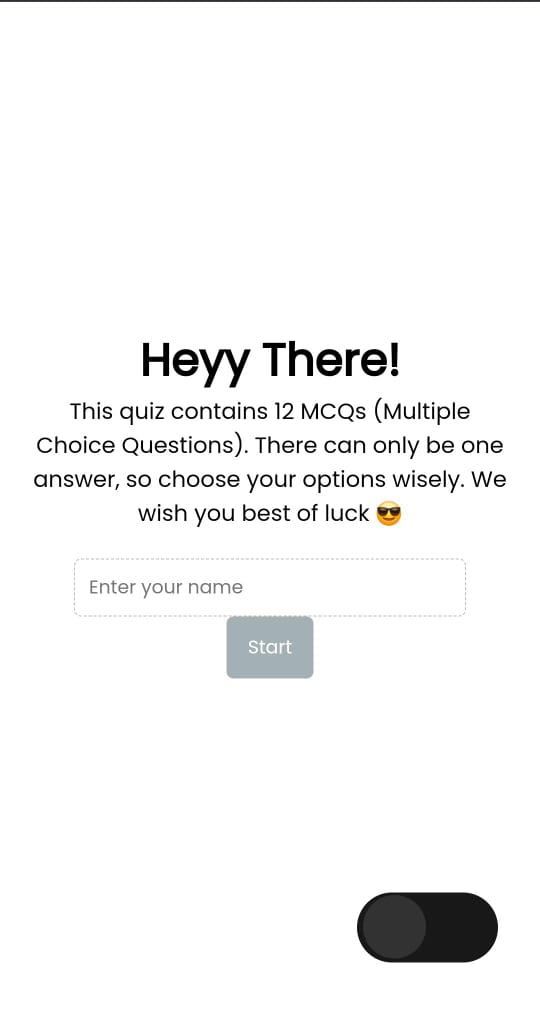 Heyy There!
This quiz contains 12 MCQs (Multiple
Choice Questions). There can only be one
answer, so choose your options wisely. We
wish you best of luck 😎
Enter your name
Start